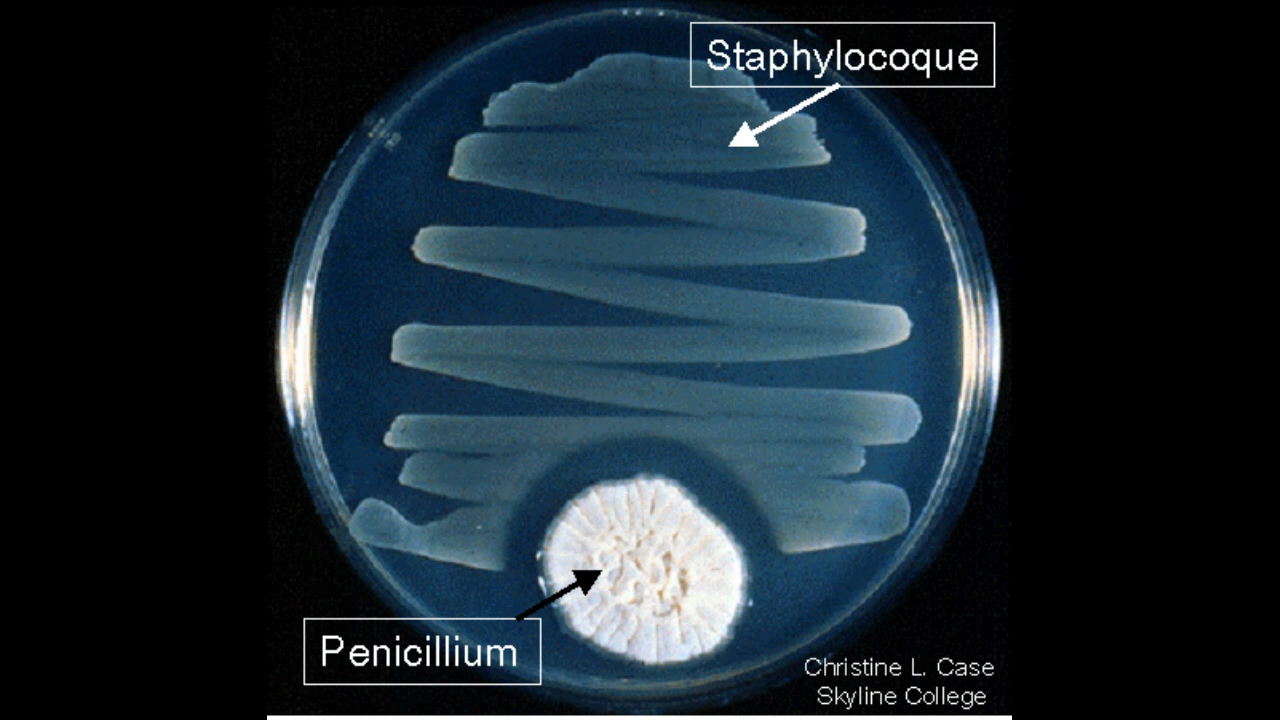 Staphylocoque
Penicillium
Christine L. Case
Skyline College